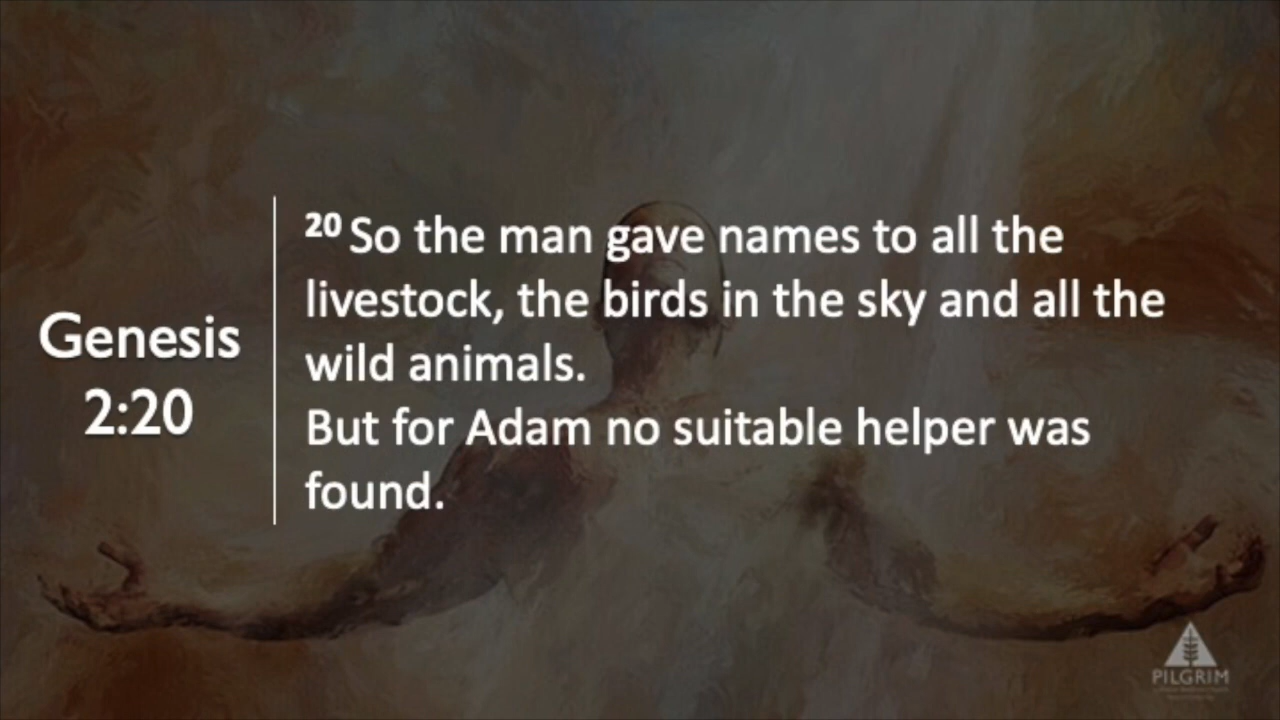 Genesis
2:20
20 So the man gave names to all the
livestock, the birds in the sky and all the
wild animals.
But for Adam no suitable helper was
found.
PILGRIM